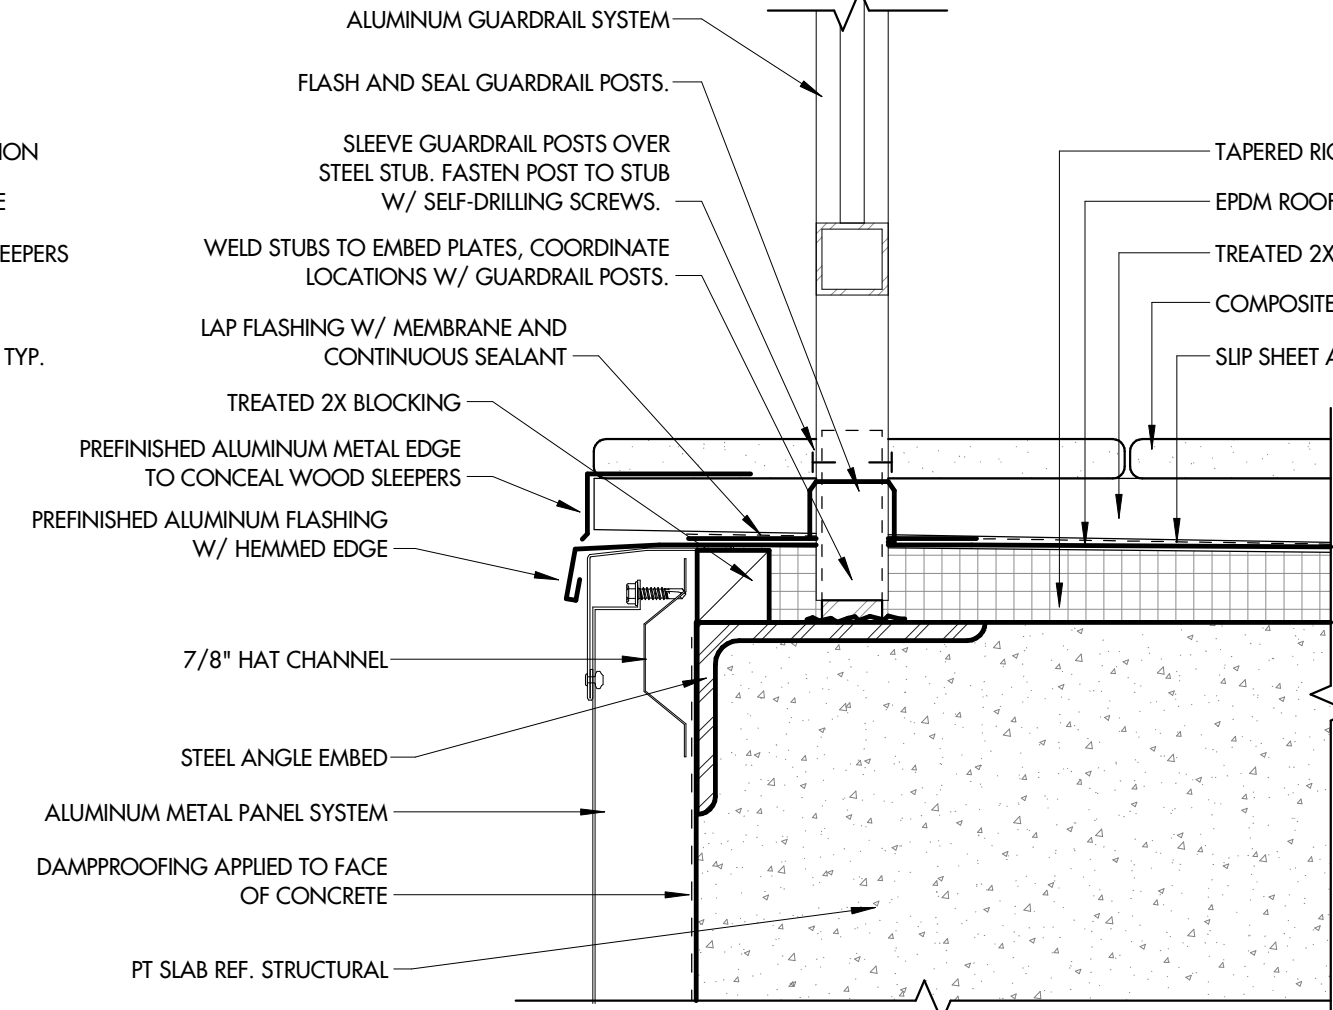 ALUMINUM GUARDRAIL SYSTEM
FLASH AND SEAL GUARDRAIL POSTS.
SLEEVE GUARDRAIL POSTS OVER
STEEL STUB. FASTEN POST TO STUB
W/ SELF-DRILLING SCREWS.
WELD STUBS TO EMBED PLATES, COORDINATE
LOCATIONS W/ GUARDRAIL POSTS.
LAP FLASHING W/ MEMBRANE AND
CONTINUOUS SEALANT
TREATED 2X BLOCKING
PREFINISHED ALUMINUM METAL EDGE
TO CONCEAL WOOD SLEEPERS
PREFINISHED ALUMINUM FLASHING
W/ HEMMED EDGE
7/8" HAT CHANNEL
STEEL ANGLE EMBED
ALUMINUM METAL PANEL SYSTEM
DAMPPROOFING APPLIED TO FACE
OF CONCRETE
PT SLAB REF. STRUCTURAL
ION
E
EEPERS
TYP.
TAPERED RIG
EPDM ROOF
TREATED 2X
COMPOSITE
SLIP SHEET A